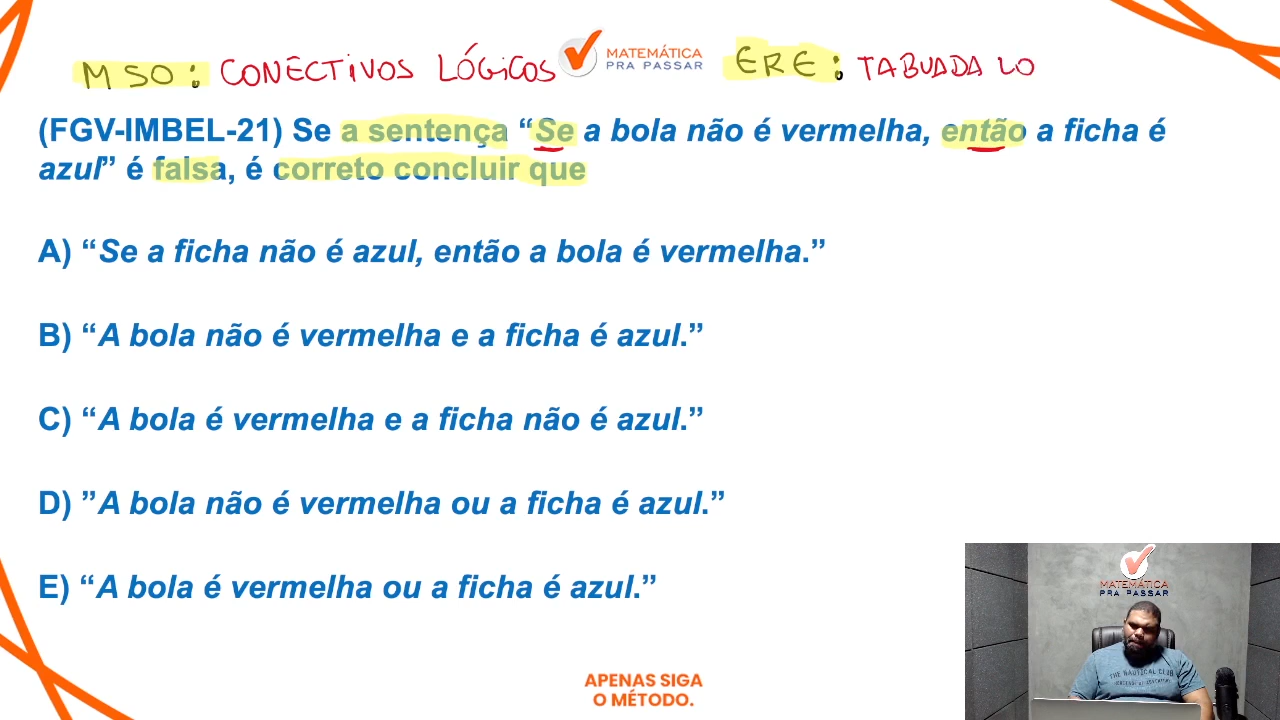 MSO: CONECTIVOS LÓGICOS
MATEMÁTICA
PRA PASSAR
ERE: TABUADA LO
(FGV-IMBEL-21) Se a sentença “Se a bola não é vermelha, então a ficha é
azul” é falsa, é correto concluir que
A) “Se a ficha não é azul, então a bola é vermelha.”
B) “A bola não é vermelha e a ficha é azul.”
C) “A bola é vermelha e a ficha não é azul.”
D) ”A bola não é vermelha ou a ficha é azul.”
E) “A bola é vermelha ou a ficha é azul.”
MATEMÁTICA
PRA PASSAR
THE NAUTICAL CLUB
APENAS SIGA
O MÉTODO.